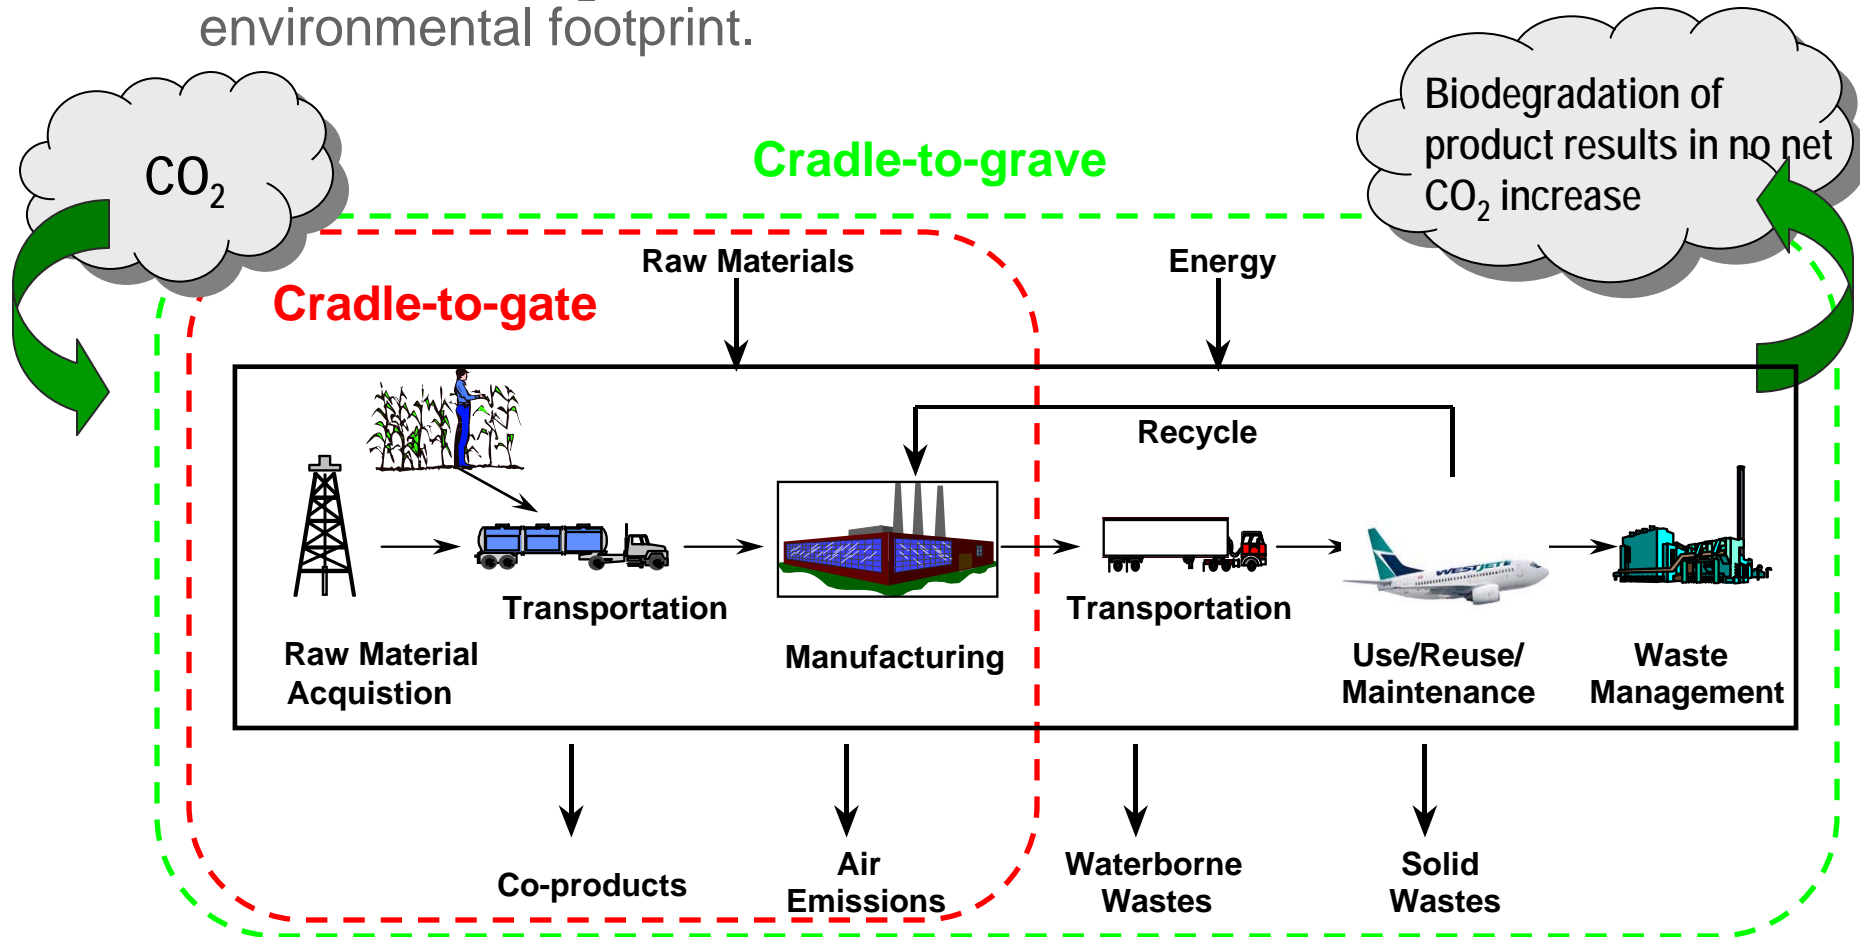 environmental footprint.
CO₂
Biodegradation of
product results in no net
CO₂ increase
Cradle-to-grave
Raw Materials
Energy
Cradle-to-gate
Recycle
WESTJET
Transportation
Transportation
Raw Material
Acquistion
Manufacturing
Use/Reuse/
Maintenance
Waste
Management
Co-products
Air
Emissions
Waterborne
Wastes
Solid
Wastes